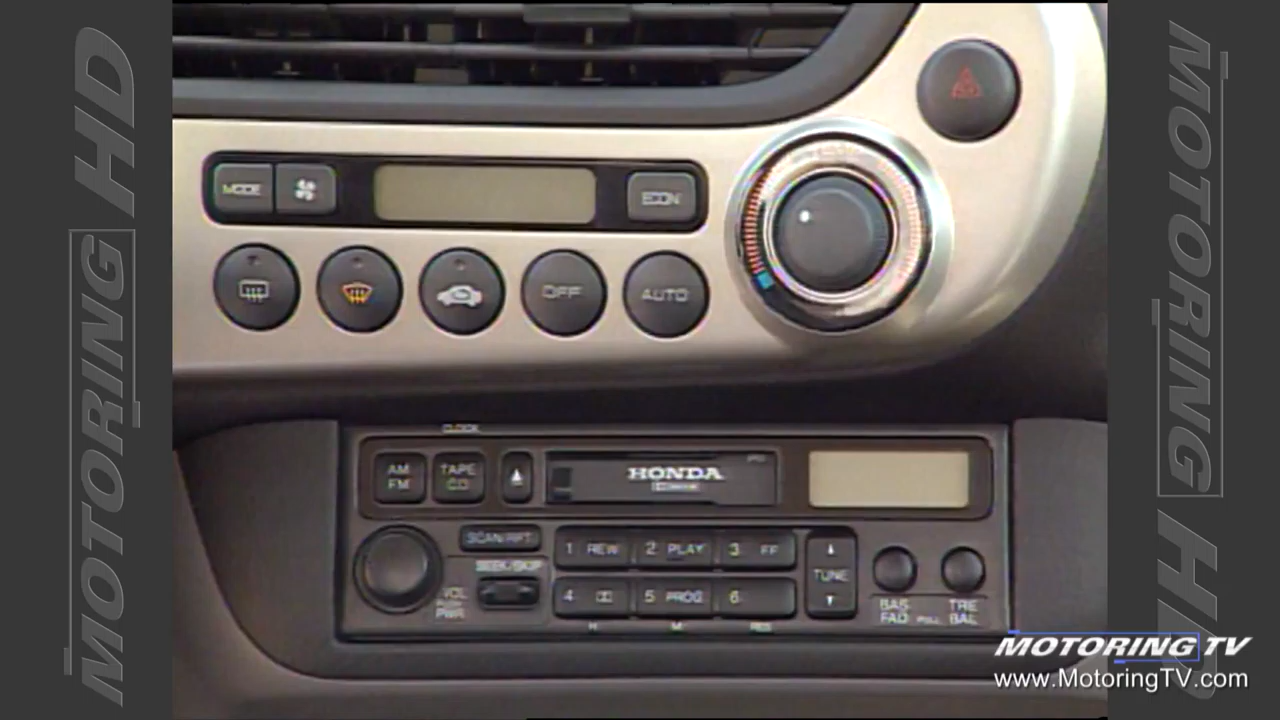 MOTORING HD
MOTORING HD
MODE
ECON
OFF
AUTO
CLOCK
AM
FM
TAPE
CD
HONDA
SCAN/RPT
SEEK/SKIP
VOL
PUSH
PWR
1 REW
2 PLAY
3 FF
4
5 PROG
6
H
M
RES
TUNE
BAS
FAD
PULL
TRE
BAL
MOTORING TV
www.MotoringTV.com